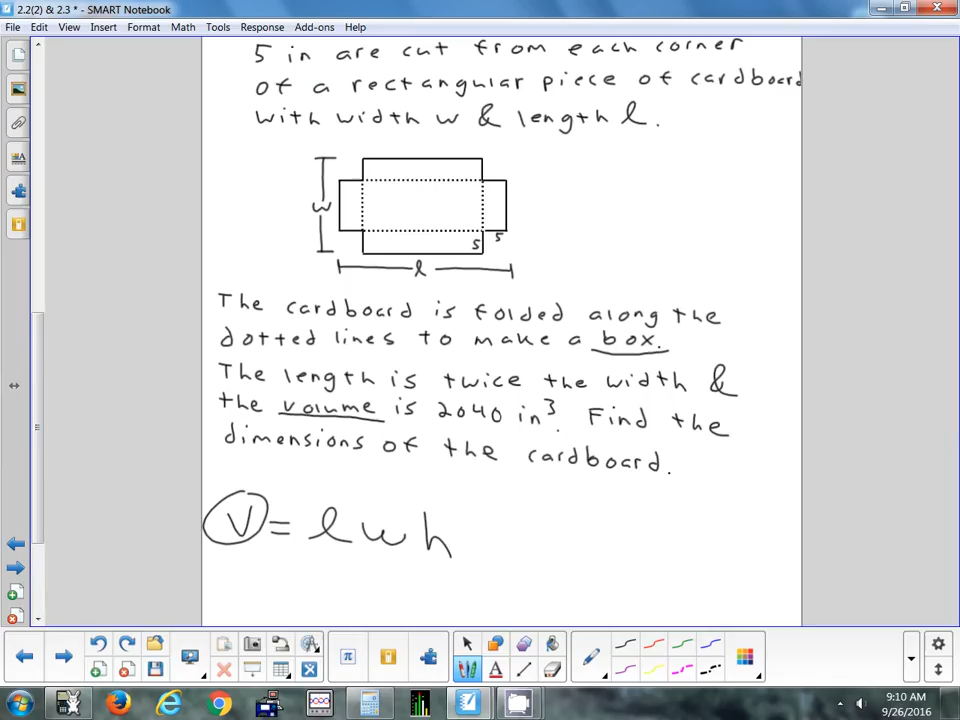 2.2(2) & 2.3 * - SMART Notebook
File Edit View Insert Format Math Tools Response Add-ons Help
5 in are cut from each corner
of a rectangular piece of cardboard
with width w & length l.
w
5
5
l
The cardboard is folded along the
dotted lines to make a box.
The length is twice the width &
the volume is 2040 in³. Find the
dimensions of the cardboard.
V = l w h
π
A
9:10 AM
9/26/2016